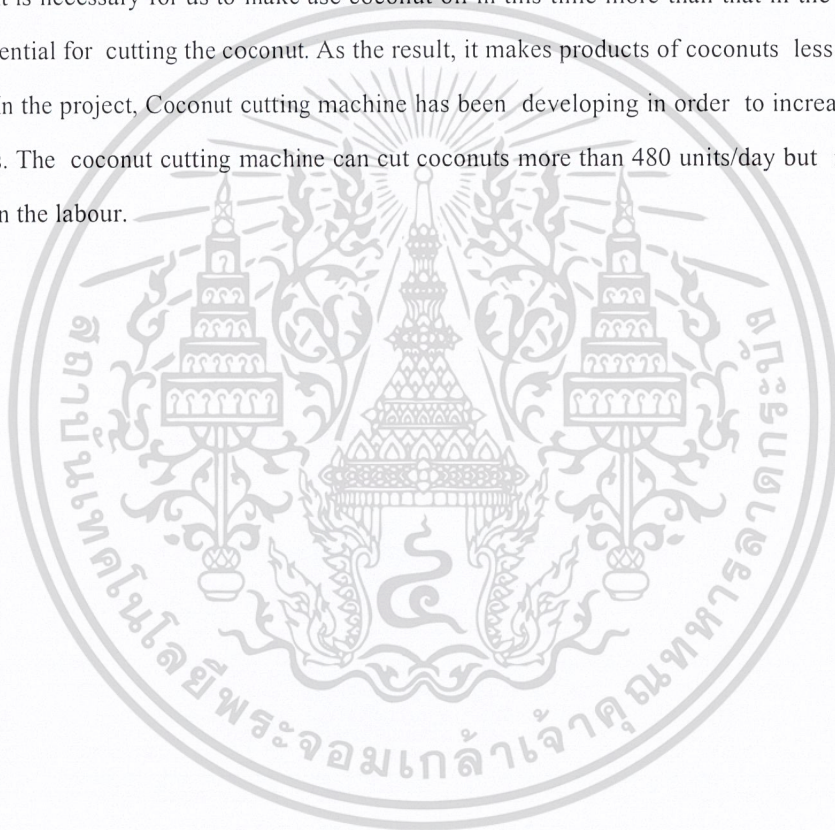 t is necessary for us to make use coconut oil in this time more than that in the
ential for cutting the coconut. As the result, it makes products of coconuts less
n the project, Coconut cutting machine has been developing in order to increa
s. The coconut cutting machine can cut coconuts more than 480 units/day but
n the labour.
สถาบันเทคโนโลยีพระจอมเกล้าเจ้าคุณทหารลาดกระบัง